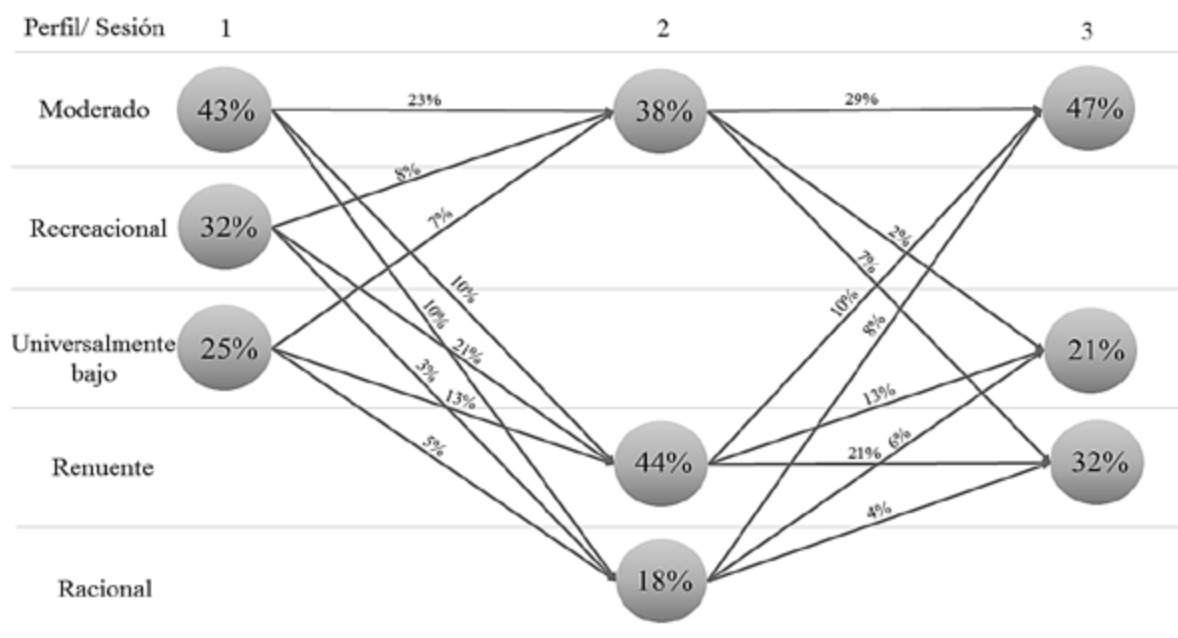 Perfil/ Sesión 1 2 3
Moderado 43% 23% 38% 29% 47%
8%
Recreacional 32%
7%
2%
7%
10%
10%
10%
8%
Universalmente
bajo
25%
21%
3%
13%
21%
13%
5%
6%
Renuente 44% 21% 32%
4%
Racional 18%